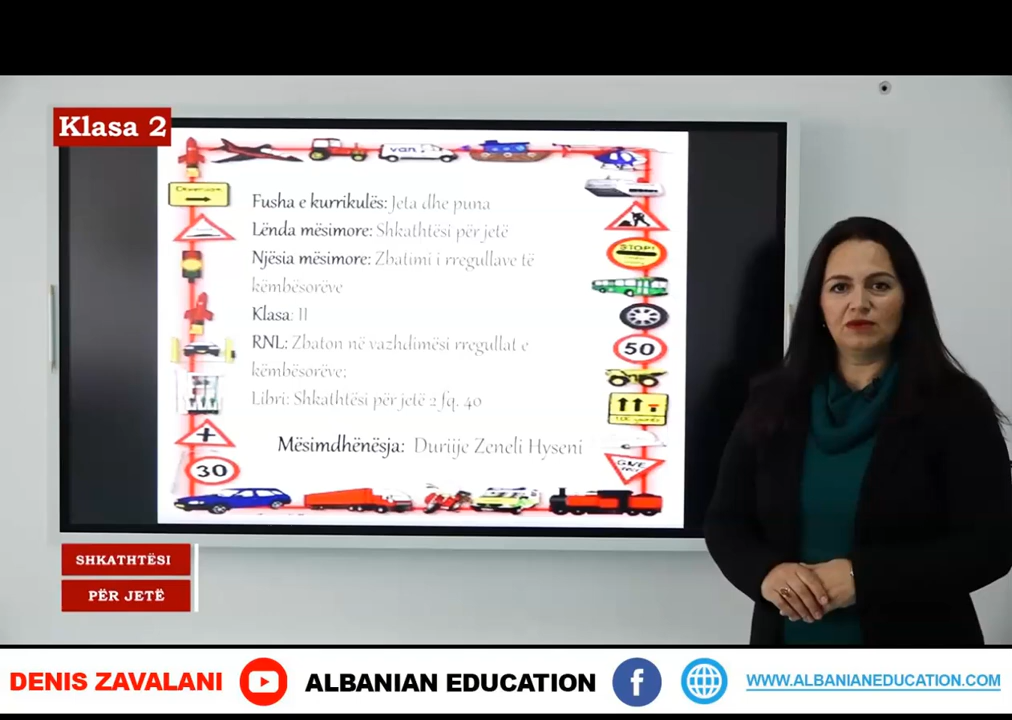 Klasa 2
van
Fusha e kurrikulës: Jeta dhe puna
Lënda mësimore: Shkathtësi për jetë
Njësia mësimore: Zbatimi i rregullave të
këmbësorëve
Klasa: II
RNL: Zbaton në vazhdimësi rregullat e
këmbësorëve;
Libri: Shkathtësi për jetë 2 fq. 40
Mësimdhënësja: Durije Zeneli Hyseni
STOP!
50
30
GIVE
SHKATHTËSI
PËR JETË
DENIS ZAVALANI
ALBANIAN EDUCATION
f
WWW.ALBANIANEDUCATION.COM